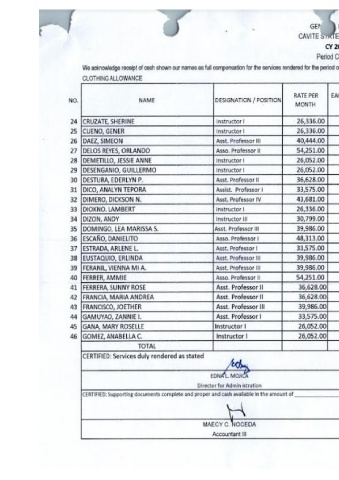 GEN
CAVITE STATE
CY 20
Period C
We acknowledge receipt of cash shown our names as full compensation for the services rendered for the period o
CLOTHING ALLOWANCE
NO. NAME DESIGNATION / POSITION RATE PER MONTH EA
24 CRUZATE, SHERINE Instructor I 26,336.00
25 CUENO, GENER Instructor I 26,336.00
26 DAEZ, SIMEON Asst. Professor III 40,444.00
27 DELOS REYES, ORLANDO Asso. Professor II 54,251.00
28 DEMETILLO, JESSIE ANNE Instructor I 26,052.00
29 DESENGANIO, GUILLERMO Instructor I 26,052.00
30 DESTURA, EDERLYN P. Asst. Professor II 36,628.00
31 DICO, ANALYN TEPORA Assist. Professor I 33,575.00
32 DIMERO, DICKSON N. Asst. Professor IV 43,681.00
33 DIOKNO, LAMBERT Instructor I 26,336.00
34 DIZON, ANDY Instructor III 30,799.00
35 DOMINGO, LEA MARISSA S. Asst. Professor III 39,986.00
36 ESCAÑO, DANIELITO Asso. Professor I 48,313.00
37 ESTRADA, ARLENE L. Asst. Professor I 33,575.00
38 EUSTAQUIO, ERLINDA Asst. Professor III 39,986.00
39 FERANIL, VIENNA MI A. Asst. Professor III 39,986.00
40 FERRER, AMMIE Asso. Professor II 54,251.00
41 FERRERA, SUNNY ROSE Asst. Professor II 36,628.00
42 FRANCIA, MARIA ANDREA Asst. Professor II 36,628.00
43 FRANCISCO, JOETHER Asst. Professor III 39,986.00
44 GAMUYAO, ZANNIE I. Asst. Professor I 33,575.00
45 GANA, MARY ROSELLE Instructor I 26,052.00
46 GOMEZ, ANABELLA C. Instructor I 26,052.00
TOTAL
CERTIFIED: Services duly rendered as stated
EDNA L. MOJICA
Director for Administration
CERTIFIED: Supporting documents complete and proper and cash available in the amount of
MAECY C. NOCEDA
Accountant III